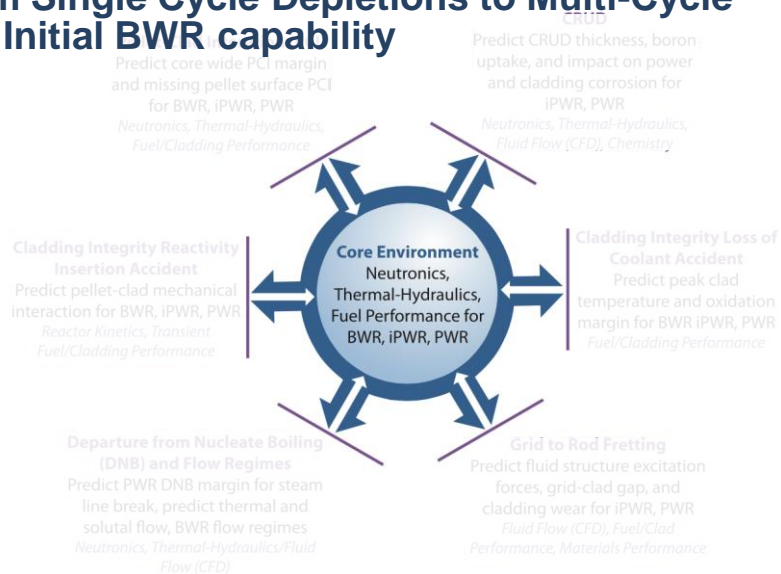 n Single Cycle Depletions to Multi-Cycle
Initial BWR capability
Predict core wide PCI margin
and missing pellet surface PCI
for BWR, iPWR, PWR
Neutronics, Thermal-Hydraulics,
Fuel/Cladding Performance
CRUD
Predict CRUD thickness, boron
uptake, and impact on power
and cladding corrosion for
iPWR, PWR
Neutronics, Thermal-Hydraulics,
Fluid Flow (CFD), Chemistry
Cladding Integrity Reactivity
Insertion Accident
Predict pellet-clad mechanical
interaction for BWR, iPWR, PWR
Reactor Kinetics, Transient
Fuel/Cladding Performance
Core Environment
Neutronics,
Thermal-Hydraulics,
Fuel Performance for
BWR, iPWR, PWR
Cladding Integrity Loss of
Coolant Accident
Predict peak clad
temperature and oxidation
margin for BWR iPWR, PWR
Fuel/Cladding Performance
Departure from Nucleate Boiling
(DNB) and Flow Regimes
Predict PWR DNB margin for steam
line break, predict thermal and
solutal flow, BWR flow regimes
Neutronics, Thermal-Hydraulics/Fluid
Flow (CFD)
Grid to Rod Fretting
Predict fluid structure excitation
forces, grid-clad gap, and
cladding wear for iPWR, PWR
Fluid Flow (CFD), Fuel/Clad
Performance, Materials Performance